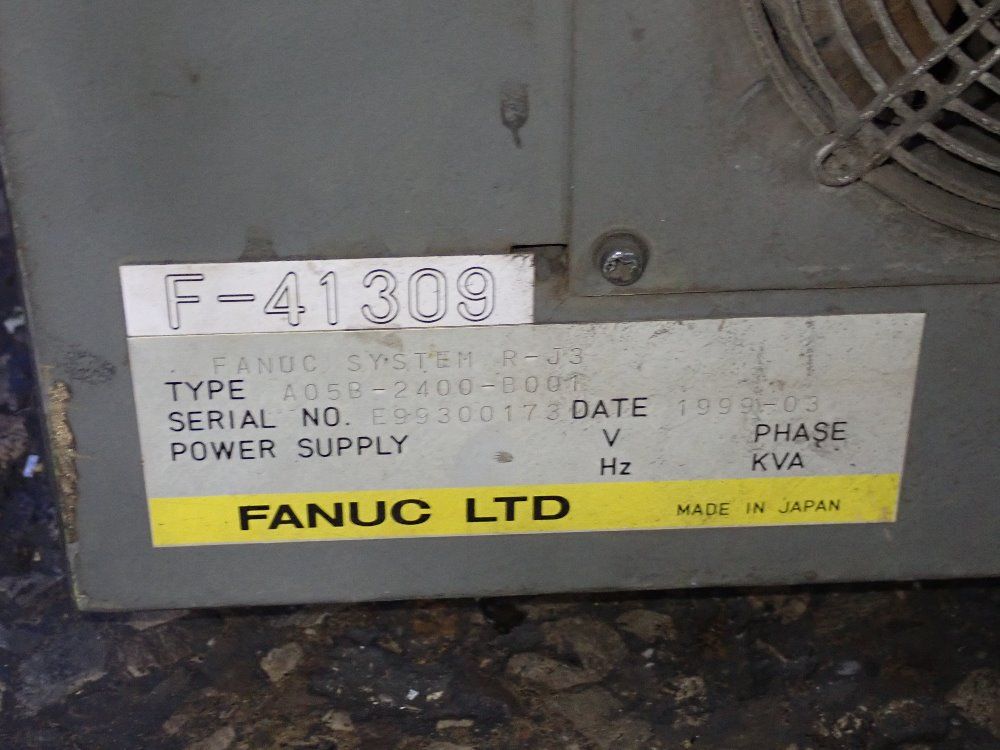 F-41309
FANUC SYSTEM R-J3
TYPE A05B-2400-B001
SERIAL NO. E99300173 DATE 1999-03
POWER SUPPLY V PHASE
Hz KVA
FANUC LTD MADE IN JAPAN